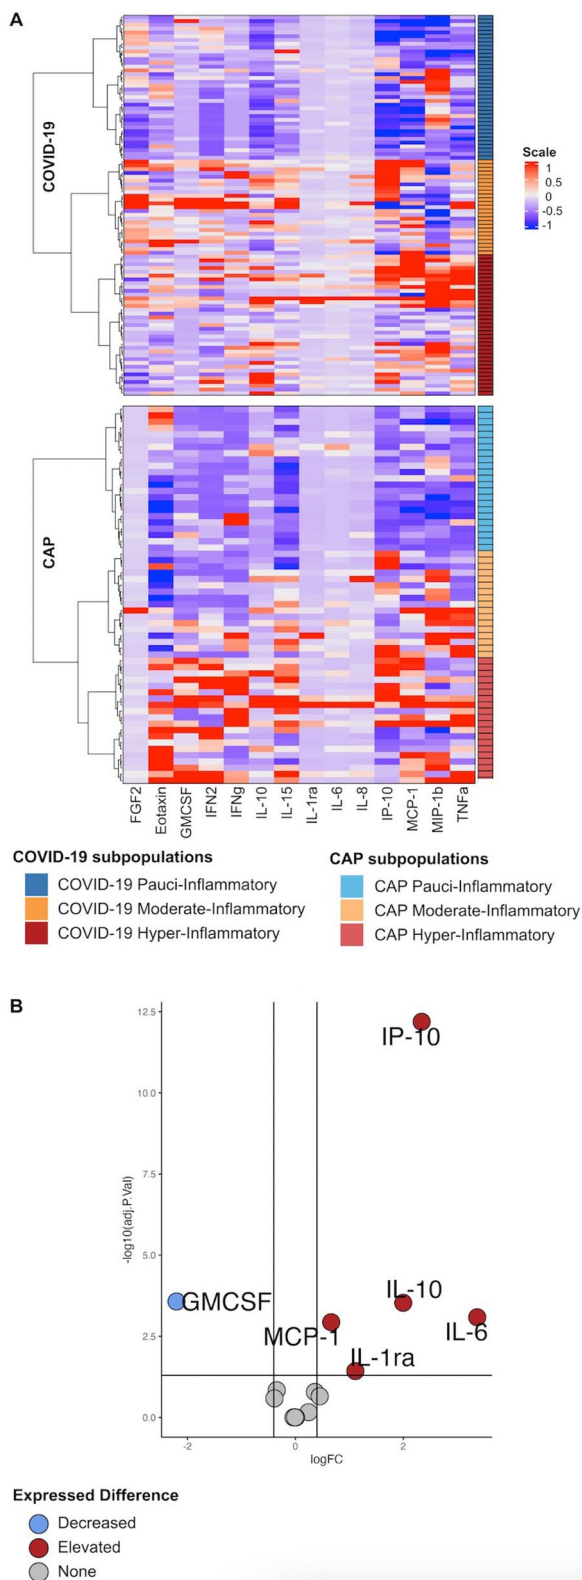 A
COVID-19
Scale
1
0.5
0
-0.5
-1
CAP
FGF2
Eotaxin
GMCSF
IFN2
IFNg
IL-10
IL-15
IL-1ra
IL-6
IL-8
IP-10
MCP-1
MIP-1b
TNFa
COVID-19 subpopulations
COVID-19 Pauci-Inflammatory
COVID-19 Moderate-Inflammatory
COVID-19 Hyper-Inflammatory
CAP subpopulations
CAP Pauci-Inflammatory
CAP Moderate-Inflammatory
CAP Hyper-Inflammatory
B
12.5
IP-10
10.0
7.5
-log10(adj.P.Val)
5.0
IL-10
GMCSF
IL-6
2.5
MCP-1
IL-1ra
0.0
-2
0
2
logFC
Expressed Difference
Decreased
Elevated
None